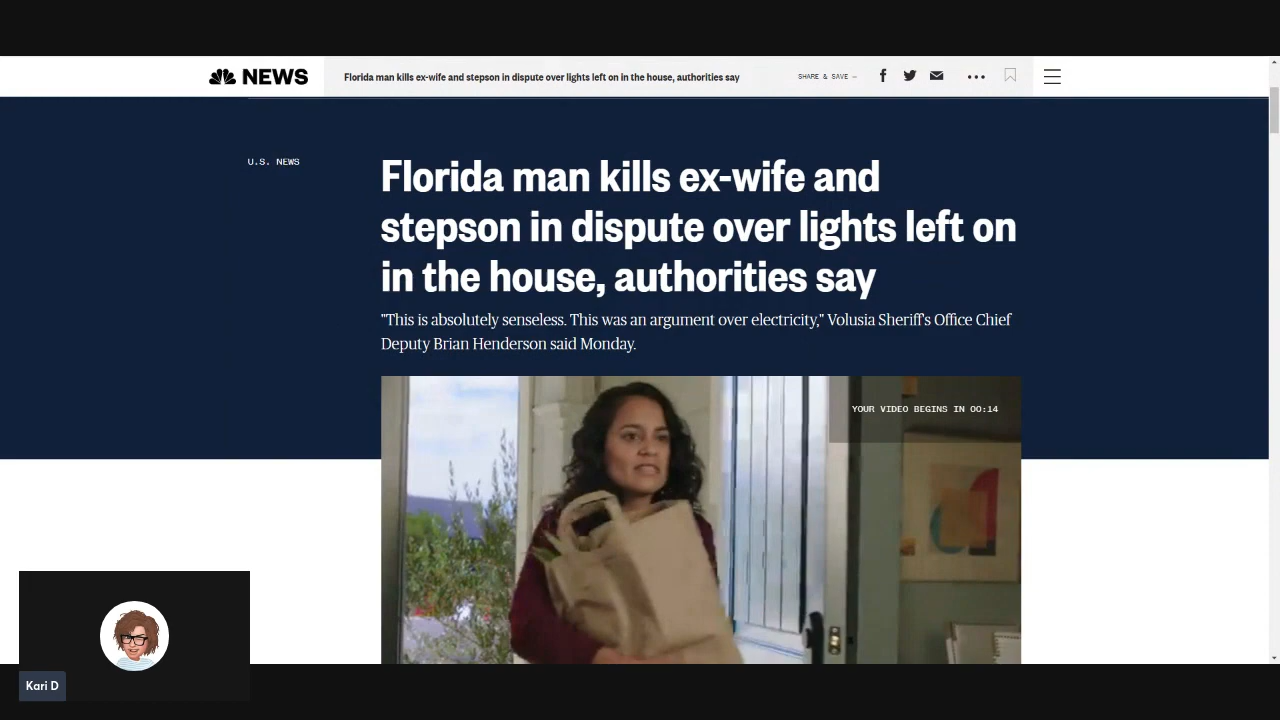 NEWS
Florida man kills ex-wife and stepson in dispute over lights left on in the house, authorities say
SHARE & SAVE —
U.S. NEWS
Florida man kills ex-wife and
stepson in dispute over lights left on
in the house, authorities say
"This is absolutely senseless. This was an argument over electricity," Volusia Sheriff's Office Chief
Deputy Brian Henderson said Monday.
YOUR VIDEO BEGINS IN 00:14
Kari D